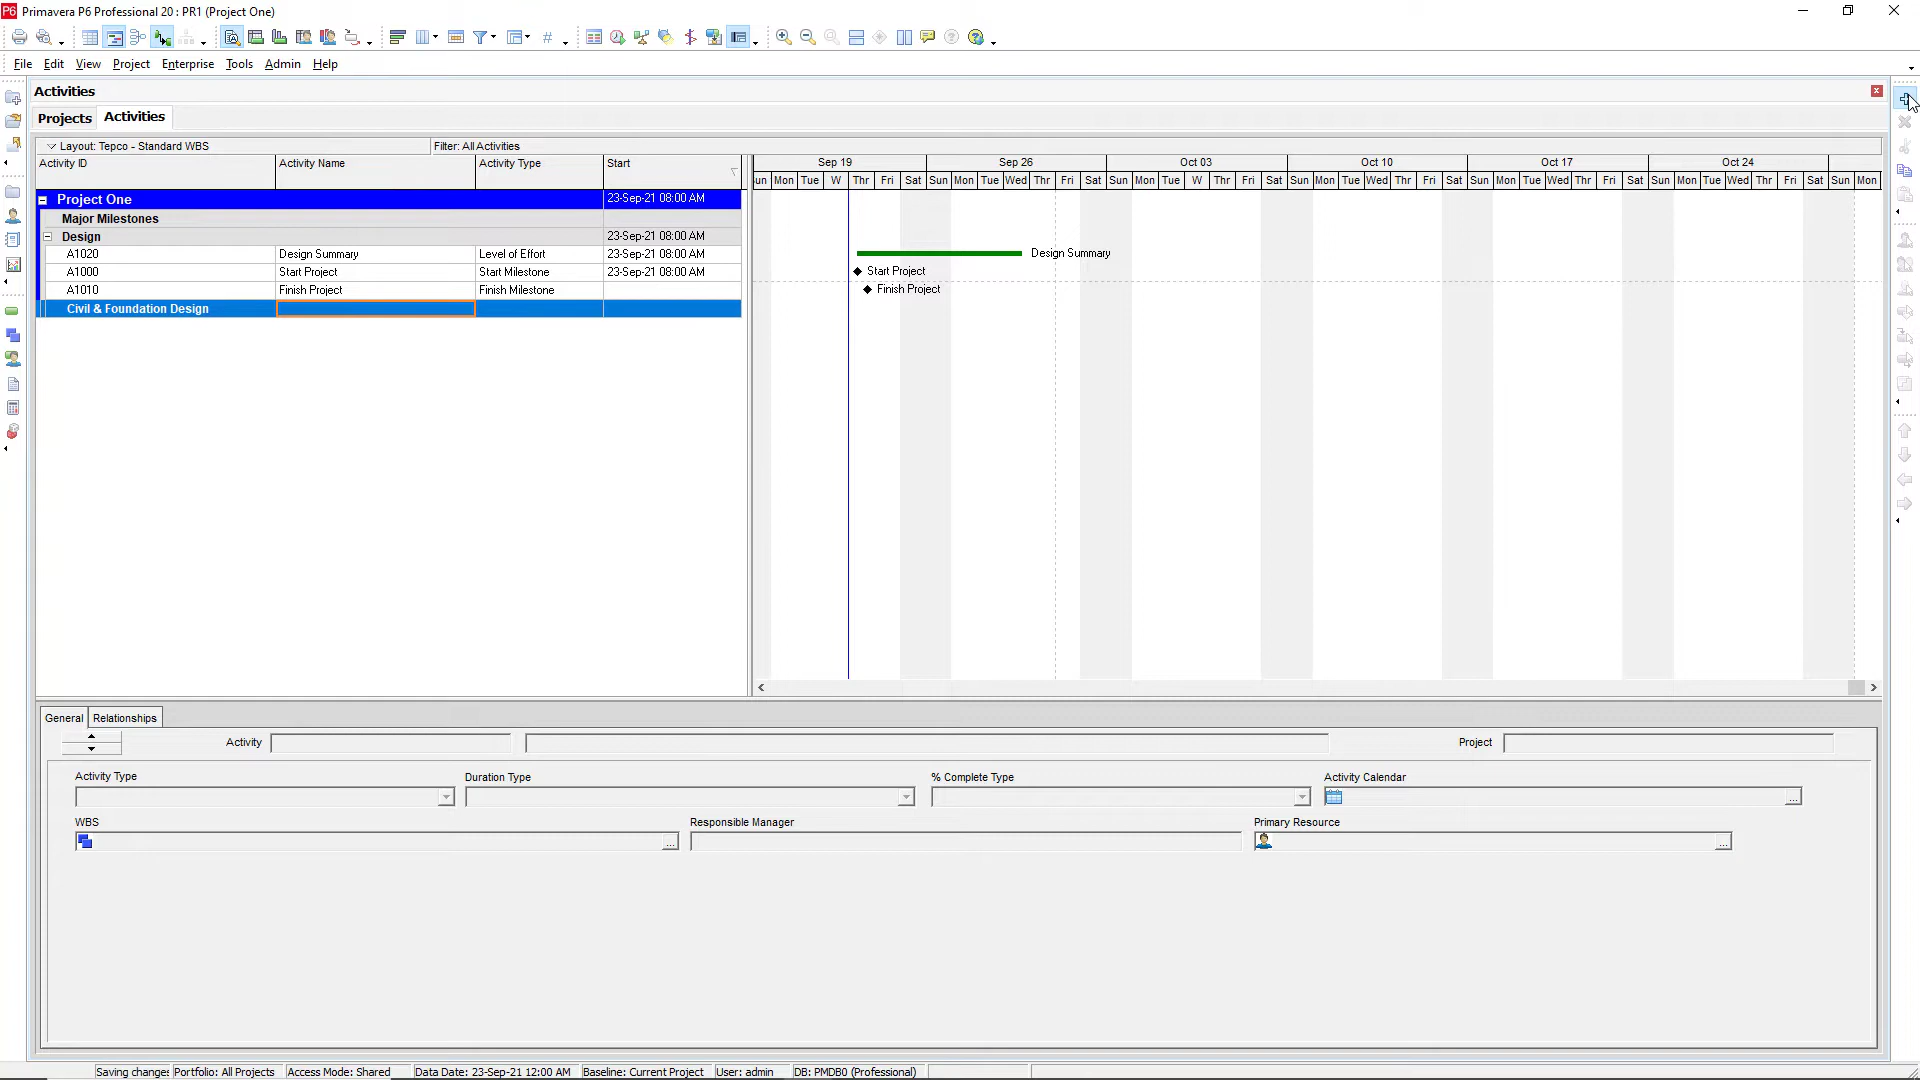 P6 Primavera P6 Professional 20 : PR1 (Project One)
File Edit View Project Enterprise Tools Admin Help
Activities
Projects Activities
Layout: Tepco - Standard WBS Filter: All Activities
Activity ID Activity Name Activity Type Start
Sep 19 Sep 26 Oct 03 Oct 10 Oct 17 Oct 24
un Mon Tue W Thr Fri Sat Sun Mon Tue Wed Thr Fri Sat Sun Mon Tue W Thr Fri Sat Sun Mon Tue Wed Thr Fri Sat Sun Mon Tue Wed Thr Fri Sat Sun Mon Tue Wed Thr Fri Sat Sun Mon
Project One 23-Sep-21 08:00 AM
Major Milestones
Design 23-Sep-21 08:00 AM
A1020 Design Summary Level of Effort 23-Sep-21 08:00 AM Design Summary
A1000 Start Project Start Milestone 23-Sep-21 08:00 AM Start Project
A1010 Finish Project Finish Milestone Finish Project
Civil & Foundation Design
General Relationships
Activity Project
Activity Type Duration Type % Complete Type Activity Calendar
WBS Responsible Manager Primary Resource
Saving changes Portfolio: All Projects Access Mode: Shared Data Date: 23-Sep-21 12:00 AM Baseline: Current Project User: admin DB: PMDB0 (Professional)